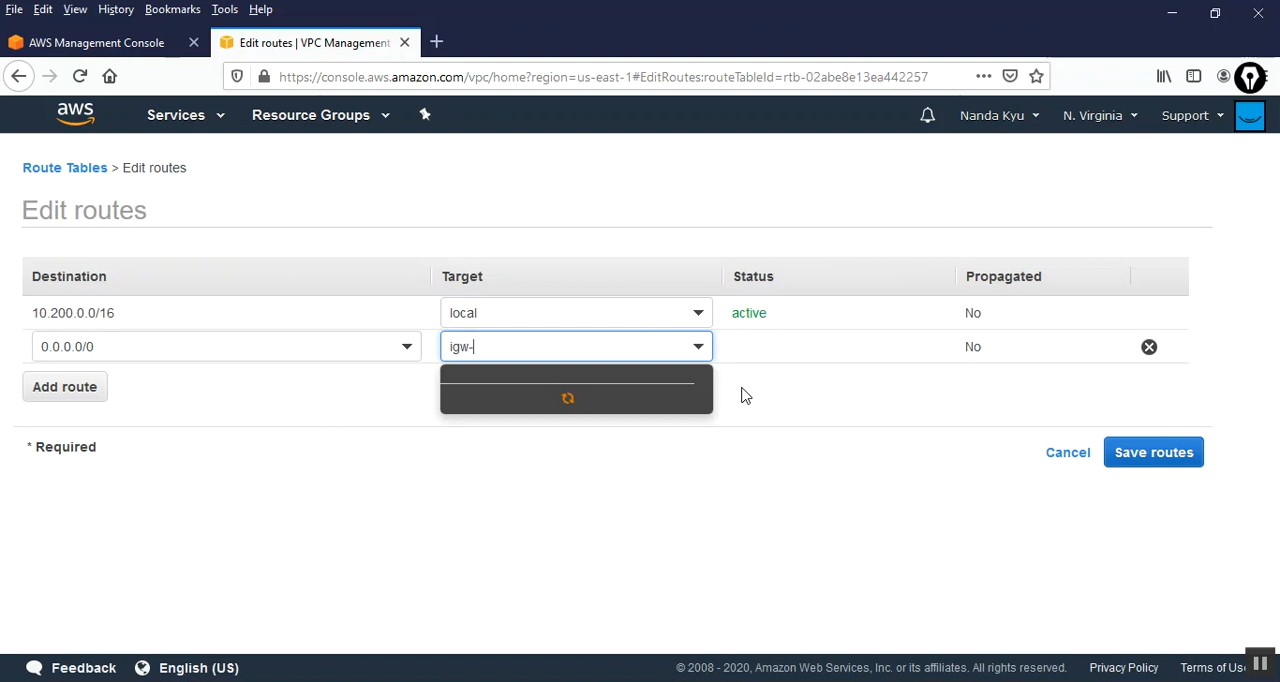 File Edit View History Bookmarks Tools Help
AWS Management Console
Edit routes | VPC Management
https://console.aws.amazon.com/vpc/home?region=us-east-1#EditRoutes:routeTableId=rtb-02abe8e13ea442257
aws Services Resource Groups Nanda Kyu N. Virginia Support
Route Tables > Edit routes
Edit routes
Destination Target Status Propagated
10.200.0.0/16 local active No
0.0.0.0/0 igw- No
Add route
* Required
Cancel Save routes
Feedback English (US) © 2008 - 2020, Amazon Web Services, Inc. or its affiliates. All rights reserved. Privacy Policy Terms of Us